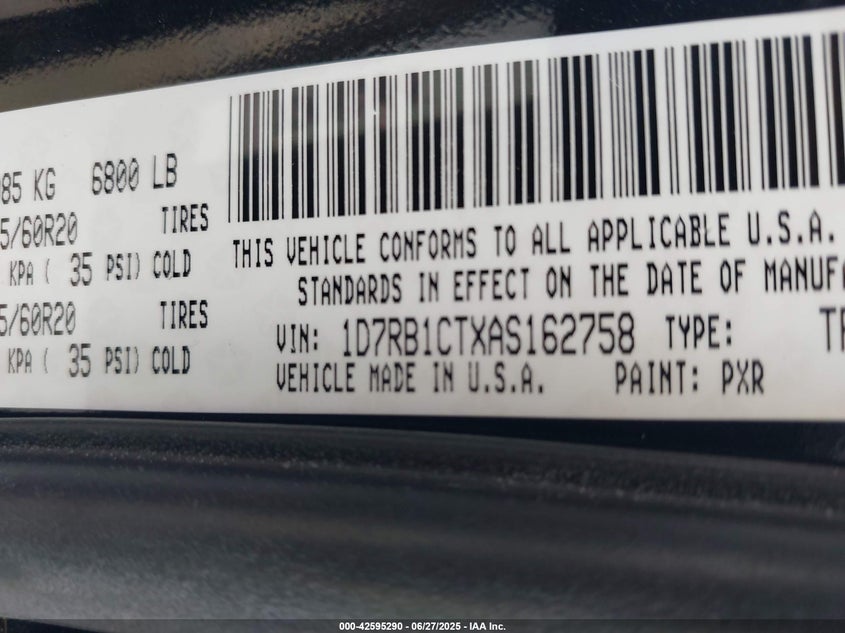 085 KG 6800 LB
5/60R20 TIRES
KPA ( 35 PSI) COLD
5/60R20 TIRES
KPA ( 35 PSI) COLD
THIS VEHICLE CONFORMS TO ALL APPLICABLE U.S.A.
STANDARDS IN EFFECT ON THE DATE OF MANUFA
VIN: 1D7RB1CTXAS162758 TYPE:
VEHICLE MADE IN U.S.A. PAINT: PXR
000-42595290 - 06/27/2025 - IAA Inc.